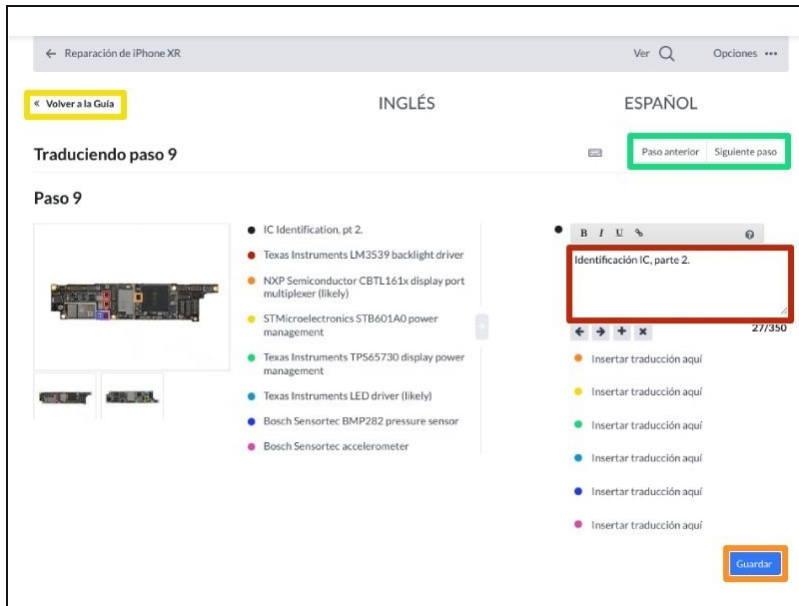 ← Reparación de iPhone XR
Ver
Opciones •••
« Volver a la Guía
INGLÉS
ESPAÑOL
Traduciendo paso 9
Paso anterior
Siguiente paso
Paso 9
IC Identification, pt 2.
Texas Instruments LM3539 backlight driver
NXP Semiconductor CBTL161x display port
multiplexer (likely)
STMicroelectronics STB601A0 power
management
Texas Instruments TPS65730 display power
management
Texas Instruments LED driver (likely)
Bosch Sensortec BMP282 pressure sensor
Bosch Sensortec accelerometer
B I U
Identificación IC, parte 2.
27/350
Insertar traducción aquí
Insertar traducción aquí
Insertar traducción aquí
Insertar traducción aquí
Insertar traducción aquí
Insertar traducción aquí
Guardar